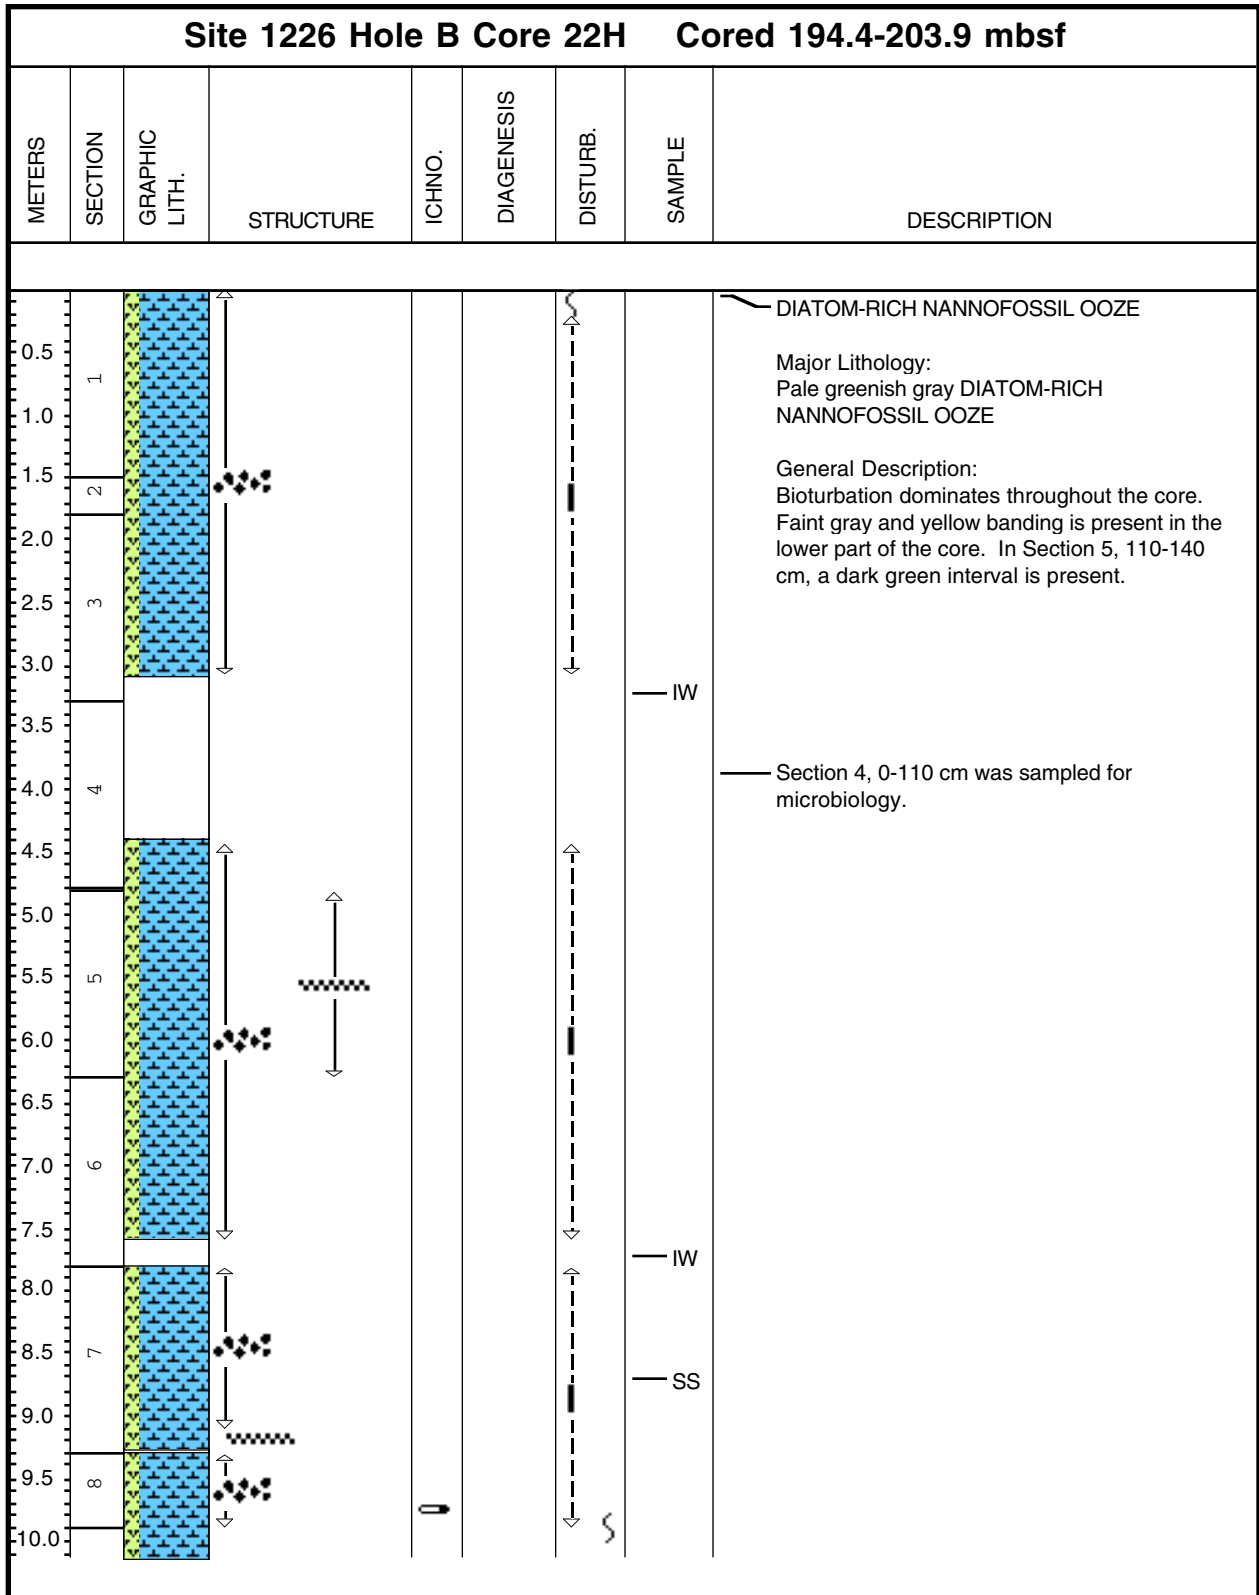 Site 1226 Hole B Core 22H Cored 194.4-203.9 mbsf
METERS
SECTION
GRAPHIC
LITH.
STRUCTURE
ICHNO.
DIAGENESIS
DISTURB.
SAMPLE
DESCRIPTION
DIATOM-RICH NANNOFOSSIL OOZE
0.5
1
Major Lithology:
Pale greenish gray DIATOM-RICH
1.0
NANNOFOSSIL OOZE
1.5
General Description:
2
Bioturbation dominates throughout the core.
Faint gray and yellow banding is present in the
2.0
lower part of the core. In Section 5, 110-140
cm, a dark green interval is present.
2.5
3
3.0
IW
3.5
Section 4, 0-110 cm was sampled for
4.0
4
microbiology.
4.5
5.0
5.5
5
6.0
6.5
7.0
6
7.5
IW
8.0
8.5
7
SS
9.0
9.5
8
10.0